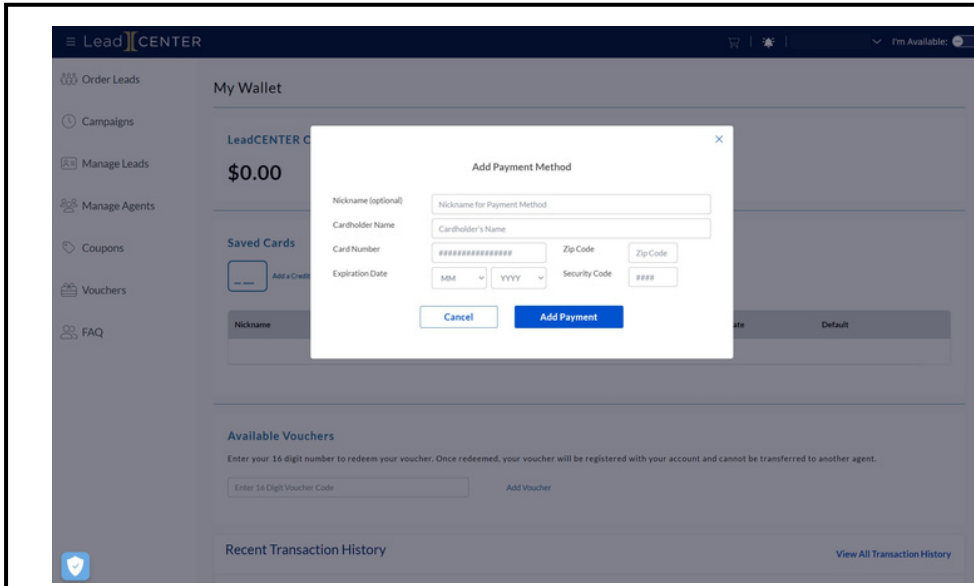 Lead CENTER
I'm Available:
Order Leads
Campaigns
Manage Leads
Manage Agents
Coupons
Vouchers
FAQ
My Wallet
LeadCENTER C
$0.00
Saved Cards
Add a Credit
Nickname
ate
Default
Add Payment Method
Nickname (optional)
Nickname for Payment Method
Cardholder Name
Cardholder's Name
Card Number
################
Zip Code
Zip Code
Expiration Date
MM
YYYY
Security Code
####
Cancel
Add Payment
Available Vouchers
Enter your 16 digit number to redeem your voucher. Once redeemed, your voucher will be registered with your account and cannot be transferred to another agent.
Enter 16 Digit Voucher Code
Add Voucher
Recent Transaction History
View All Transaction History